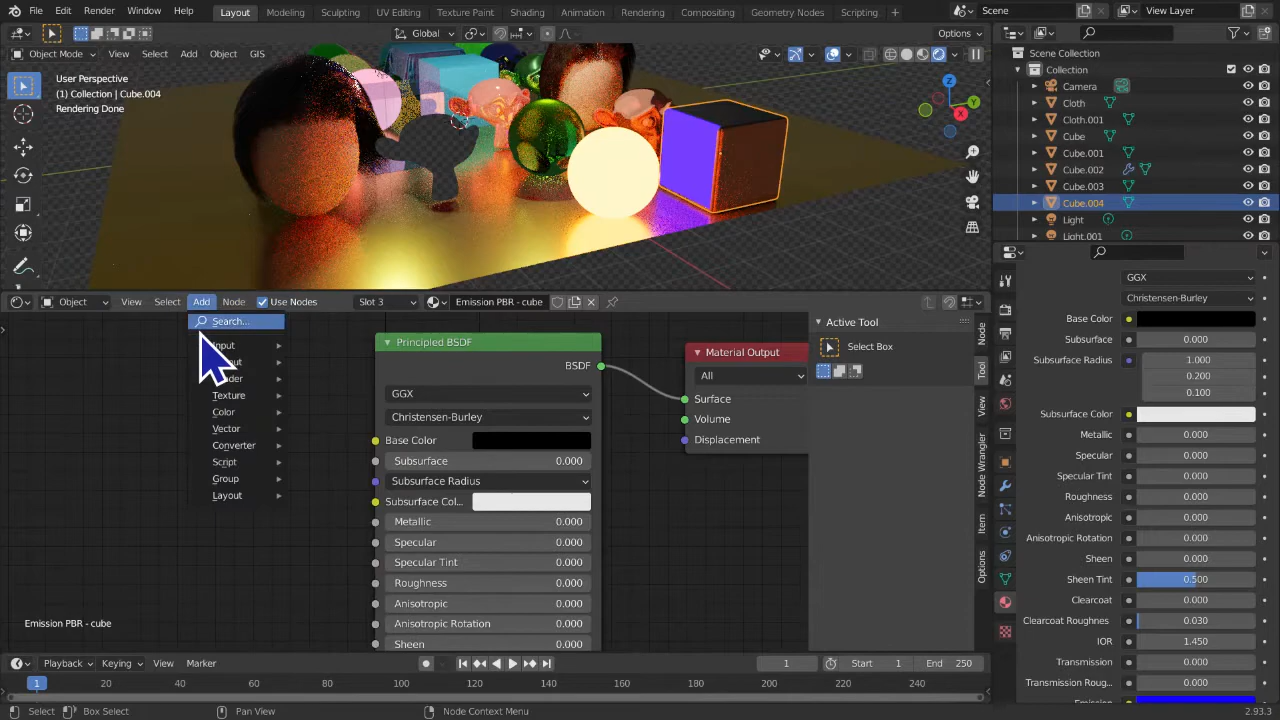 File Edit Render Window Help Layout Modeling Sculpting UV Editing Texture Paint Shading Animation Rendering Compositing Geometry Nodes Scripting + Scene View Layer
Global Options
Object Mode View Select Add Object GIS
User Perspective
(1) Collection | Cube.004
Rendering Done
Z
Y
X
Scene Collection
Collection
Camera
Cloth
Cloth.001
Cube
Cube.001
Cube.002
Cube.003
Cube.004
Light
Light.001
Object View Select Add Node Use Nodes Slot 3 Emission PBR - cube
Search...
Input
Texture
Color
Vector
Converter
Script
Group
Layout
Principled BSDF
BSDF
GGX
Christensen-Burley
Base Color
Subsurface 0.000
Subsurface Radius
Subsurface Col...
Metallic 0.000
Specular 0.000
Specular Tint 0.000
Roughness 0.000
Anisotropic 0.000
Anisotropic Rotation 0.000
Sheen 0.000
Material Output
All
Surface
Volume
Displacement
Active Tool
Select Box
Node
Tool
View
Node Wrangler
Item
Options
Emission PBR - cube
GGX
Christensen-Burley
Base Color
Subsurface 0.000
Subsurface Radius 1.000
0.200
0.100
Subsurface Color
Metallic 0.000
Specular 0.000
Specular Tint 0.000
Roughness 0.000
Anisotropic 0.000
Anisotropic Rotation 0.000
Sheen 0.000
Sheen Tint 0.500
Clearcoat 0.000
Clearcoat Roughnes 0.030
IOR 1.450
Transmission 0.000
Transmission Roug... 0.000
Emission
Playback Keying View Marker 1 Start 1 End 250
1 20 40 60 80 100 120 140 160 180 200 220 240
Select Box Select Pan View Node Context Menu 2.93.3